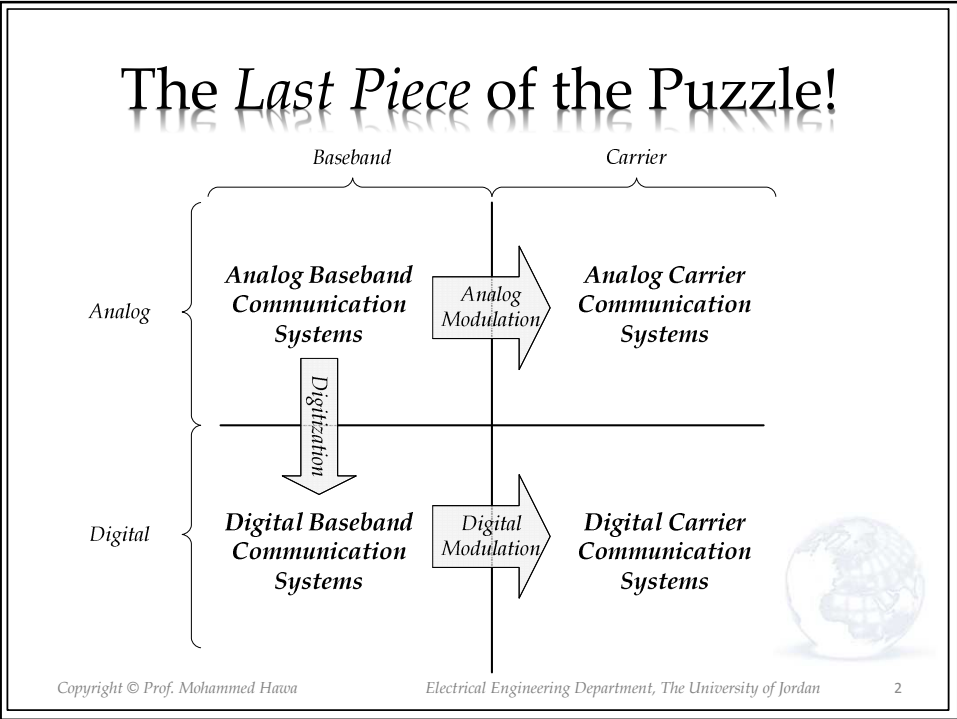 The Last Piece of the Puzzle!
Baseband
Carrier
Analog
Analog Baseband
Communication
Systems
Analog
Modulation
Analog Carrier
Communication
Systems
Digitization
Digital
Digital Baseband
Communication
Systems
Digital
Modulation
Digital Carrier
Communication
Systems
Copyright © Prof. Mohammed Hawa
Electrical Engineering Department, The University of Jordan
2